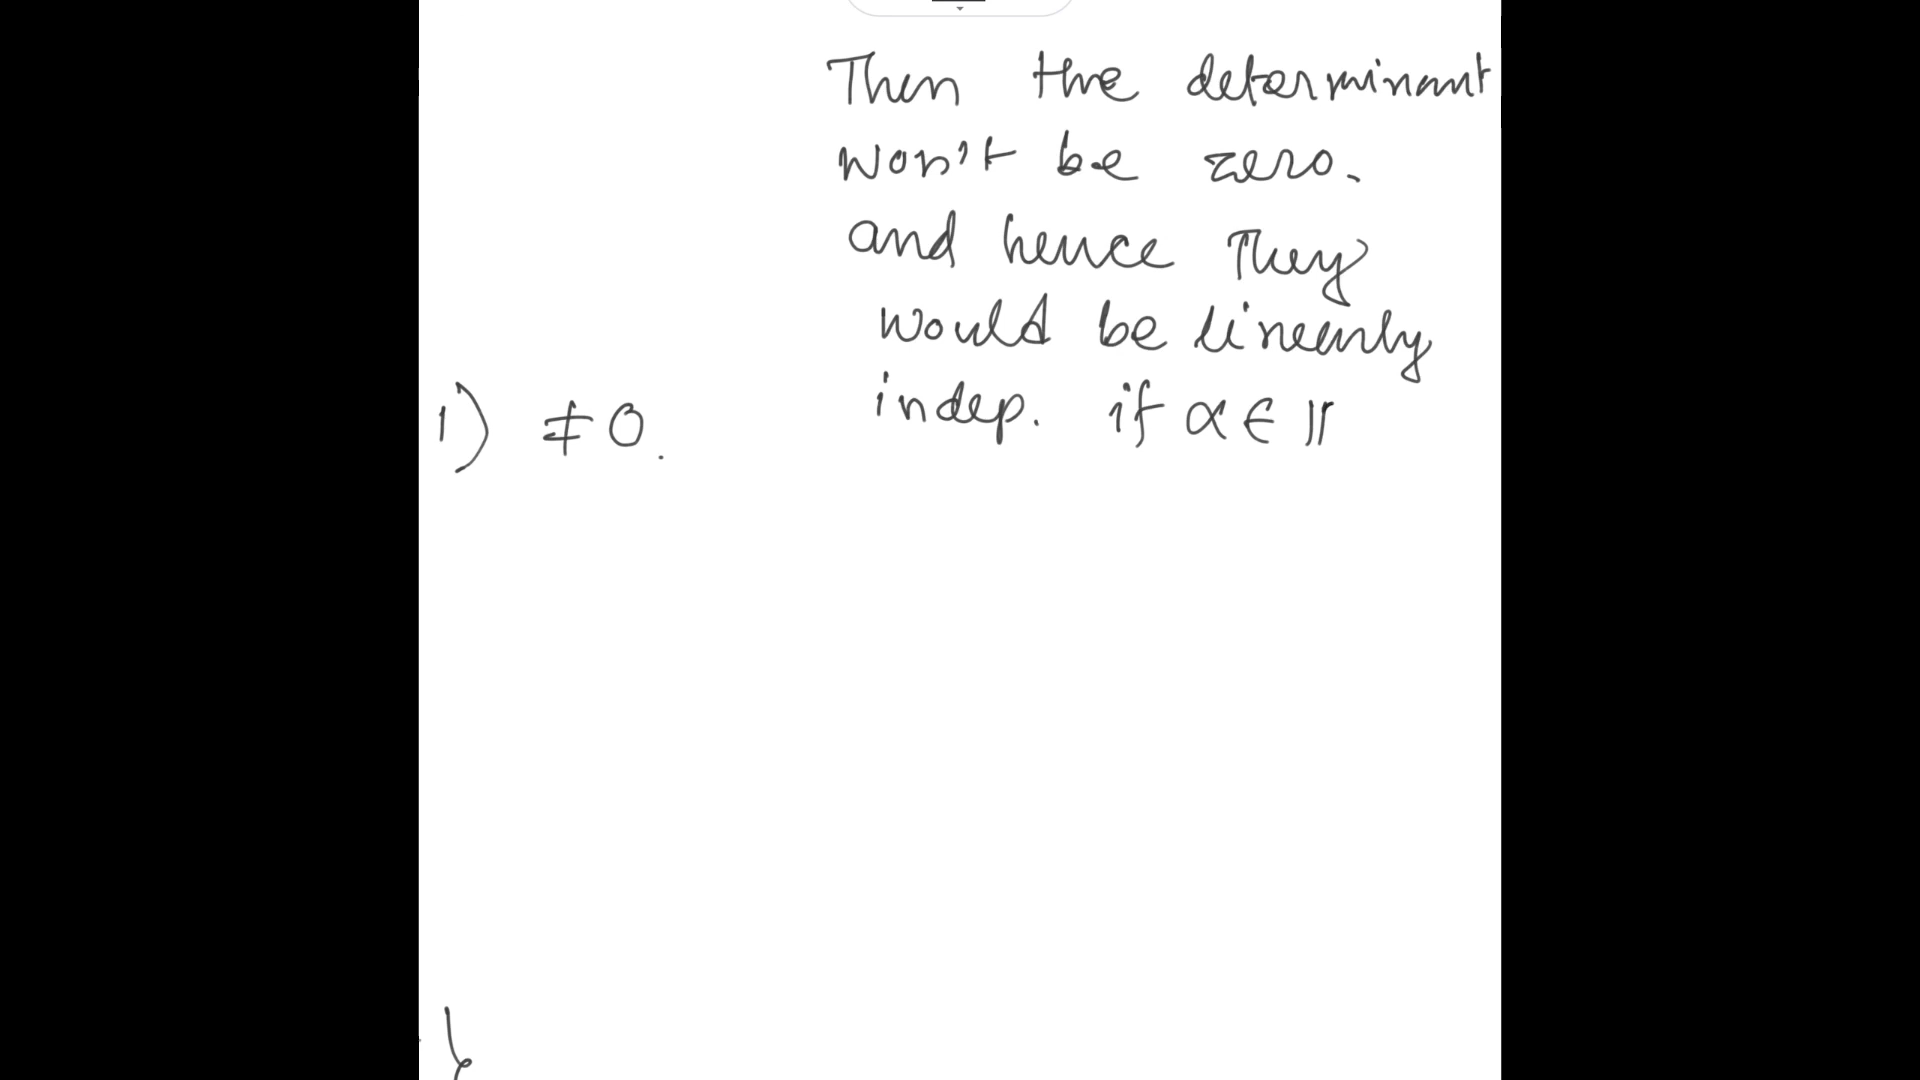 Then the determinant
won't be zero.
and hence they
would be linearly
indep. if α ∈
1) ≠ 0.